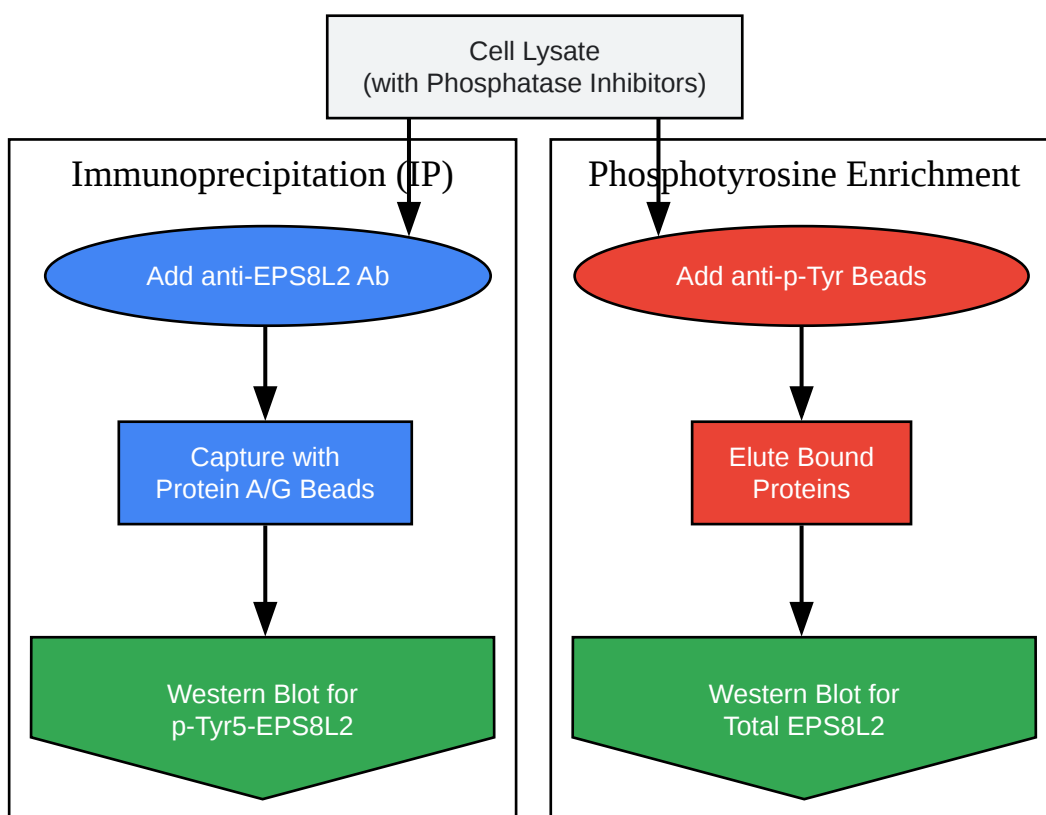 Cell Lysate
(with Phosphatase Inhibitors)
Immunoprecipitation (IP)
Add anti-EPS8L2 Ab
Capture with
Protein A/G Beads
Western Blot for
p-Tyr5-EPS8L2
Phosphotyrosine Enrichment
Add anti-p-Tyr Beads
Elute Bound
Proteins
Western Blot for
Total EPS8L2